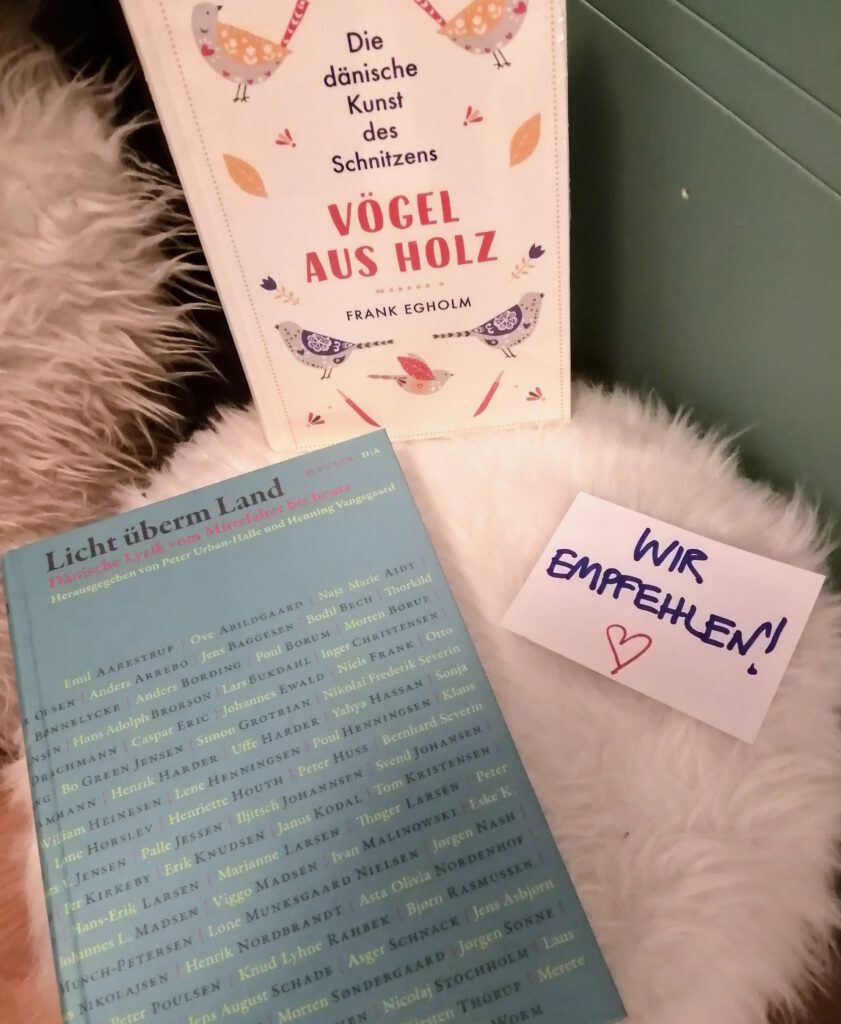 Die
dänische
Kunst
des
Schnitzens
VÖGEL
AUS HOLZ
FRANK EGHOLM
HANSER D|A
Licht überm Land
Dänische Lyrik vom Mittelalter bis heute
Herausgegeben von Peter Urban-Halle und Henning Vangsgaard
Emil AARESTRUP | Ove ABILDGAARD | Naja Marie AIDT
OLSEN | Anders ARREBO | Jens BAGGESEN | Bodil BECH | Thorkild
BØNNELYCKE | Anders BORDING | Poul BORUM | Morten BØRUP |
| Hans Adolph BRORSON | Lars BUKDAHL | Inger CHRISTENSEN |
DRACHMANN | Caspar ERIC | Johannes EWALD | Niels FRANK | Otto
| Bo GREEN JENSEN | Simon GROTRIAN | Nikolai Frederik Severin
| Henrik HARDER | Uffe HARDER | Yahya HASSAN | Sonja
William HEINESEN | Lene HENNINGSEN | Poul HENNINGSEN | Klaus
Lone HØRSLEV | Henriette HOUTH | Peter HUSS | Bernhard Severin
V. JENSEN | Palle JESSEN | Iljitsch JOHANNSEN | Svend JOHANSEN |
Per KIRKEBY | Erik KNUDSEN | Janus KODAL | Tom KRISTENSEN |
| Hans-Erik LARSEN | Marianne LARSEN | Thøger LARSEN | Peter
Johannes L. MADSEN | Viggo MADSEN | Ivan MALINOWSKI | Eske K.
MUNCH-PETERSEN | Lone MUNKSGAARD NIELSEN | Jørgen NASH
NIKOLAJSEN | Henrik NORDBRANDT | Asta Olivia NORDENHOF |
| Peter POULSEN | Knud Lyhne RAHBEK | Bjørn RASMUSSEN |
Jens August SCHADE | Asger SCHNACK | Jens Asbjørn
| Morten SØNDERGAARD | Jørgen SONNE |
| Nicolaj STOCHHOLM | Laus
THORUP | Merete
WORM
WIR
EMPFEHLEN!